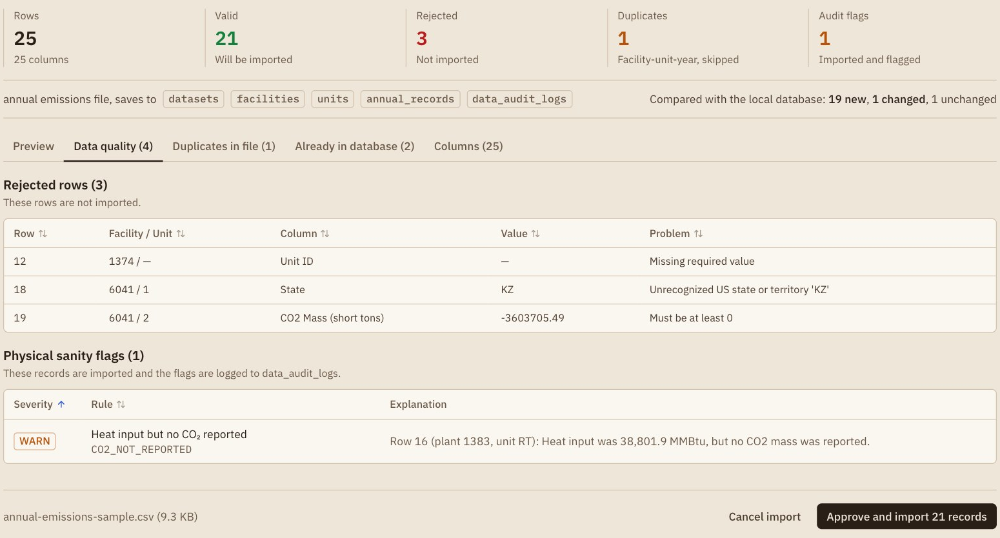 Rows
25
25 columns
Valid
21
Will be imported
Rejected
3
Not imported
Duplicates
1
Facility-unit-year, skipped
Audit flags
1
Imported and flagged
annual emissions file, saves to datasets facilities units annual_records data_audit_logs Compared with the local database: 19 new, 1 changed, 1 unchanged
Preview Data quality (4) Duplicates in file (1) Already in database (2) Columns (25)
Rejected rows (3)
These rows are not imported.
Row Facility / Unit Column Value Problem
12 1374 / — Unit ID — Missing required value
18 6041 / 1 State KZ Unrecognized US state or territory 'KZ'
19 6041 / 2 CO2 Mass (short tons) -3603705.49 Must be at least 0
Physical sanity flags (1)
These records are imported and the flags are logged to data_audit_logs.
Severity Rule Explanation
WARN Heat input but no CO₂ reported
CO2_NOT_REPORTED
Row 16 (plant 1383, unit RT): Heat input was 38,801.9 MMBtu, but no CO2 mass was reported.
annual-emissions-sample.csv (9.3 KB) Cancel import Approve and import 21 records